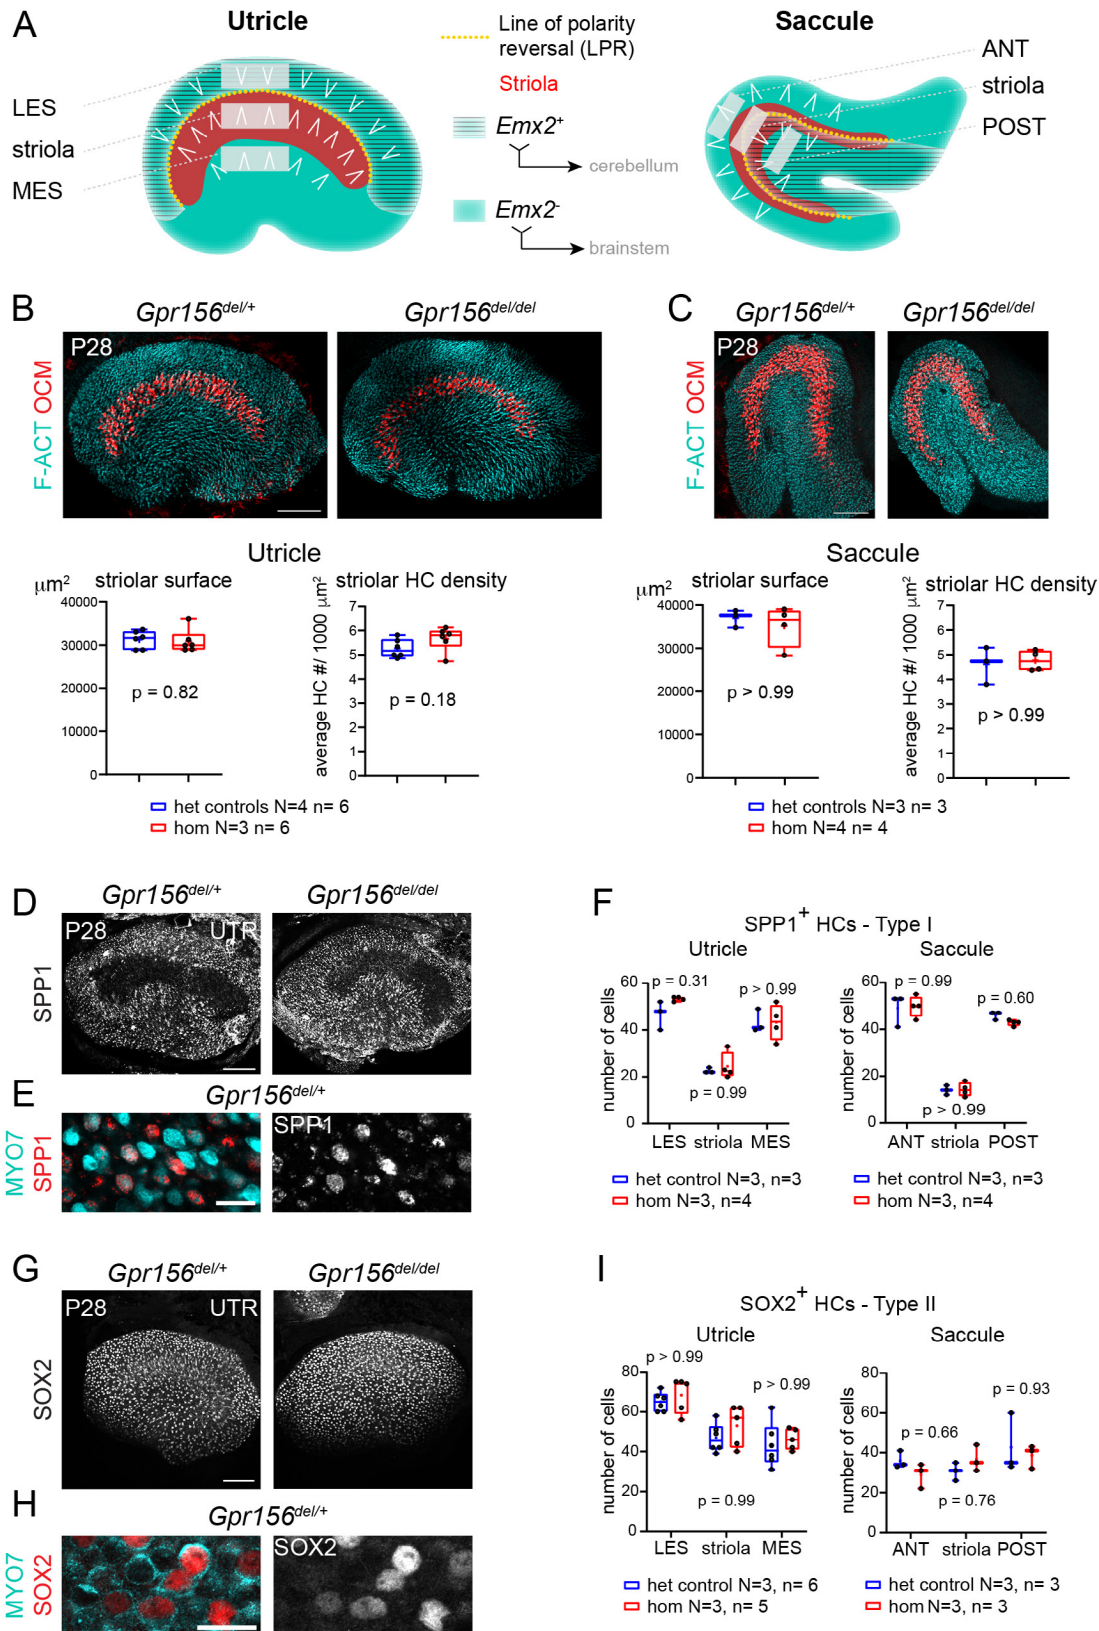 A
Utricle
Saccule
Line of polarity
reversal (LPR)
Striola
Emx2+
cerebellum
Emx2-
brainstem
LES
striola
MES
ANT
striola
POST
B
Gpr156del/+
Gpr156del/del
P28
F-ACT OCM
C
Gpr156del/+
Gpr156del/del
P28
F-ACT OCM
Utricle
μm2
striolar surface
40000
30000
20000
10000
0
p = 0.82
striolar HC density
average HC #/ 1000 μm2
7
6
5
4
3
2
1
0
p = 0.18
het controls N=4 n= 6
hom N=3 n= 6
Saccule
μm2
striolar surface
40000
30000
20000
10000
0
p > 0.99
striolar HC density
average HC #/ 1000 μm2
7
6
5
4
3
2
1
0
p > 0.99
het controls N=3 n= 3
hom N=4 n= 4
D
Gpr156del/+
Gpr156del/del
P28
UTR
SPP1
E
Gpr156del/+
MYO7
SPP1
SPP1
F
SPP1+ HCs - Type I
Utricle
number of cells
60
40
20
0
p = 0.31
p > 0.99
p = 0.99
LES
striola
MES
het control N=3, n=3
hom N=3, n=4
Saccule
number of cells
60
40
20
0
p = 0.99
p = 0.60
p > 0.99
ANT
striola
POST
het control N=3, n=3
hom N=3, n=4
G
Gpr156del/+
Gpr156del/del
P28
UTR
SOX2
H
Gpr156del/+
MYO7
SOX2
SOX2
I
SOX2+ HCs - Type II
Utricle
number of cells
80
60
40
20
0
p > 0.99
p > 0.99
p = 0.99
LES
striola
MES
het control N=3, n= 6
hom N=3, n= 5
Saccule
number of cells
80
60
40
20
0
p = 0.93
p = 0.66
p = 0.76
ANT
striola
POST
het control N=3, n= 3
hom N=3, n= 3